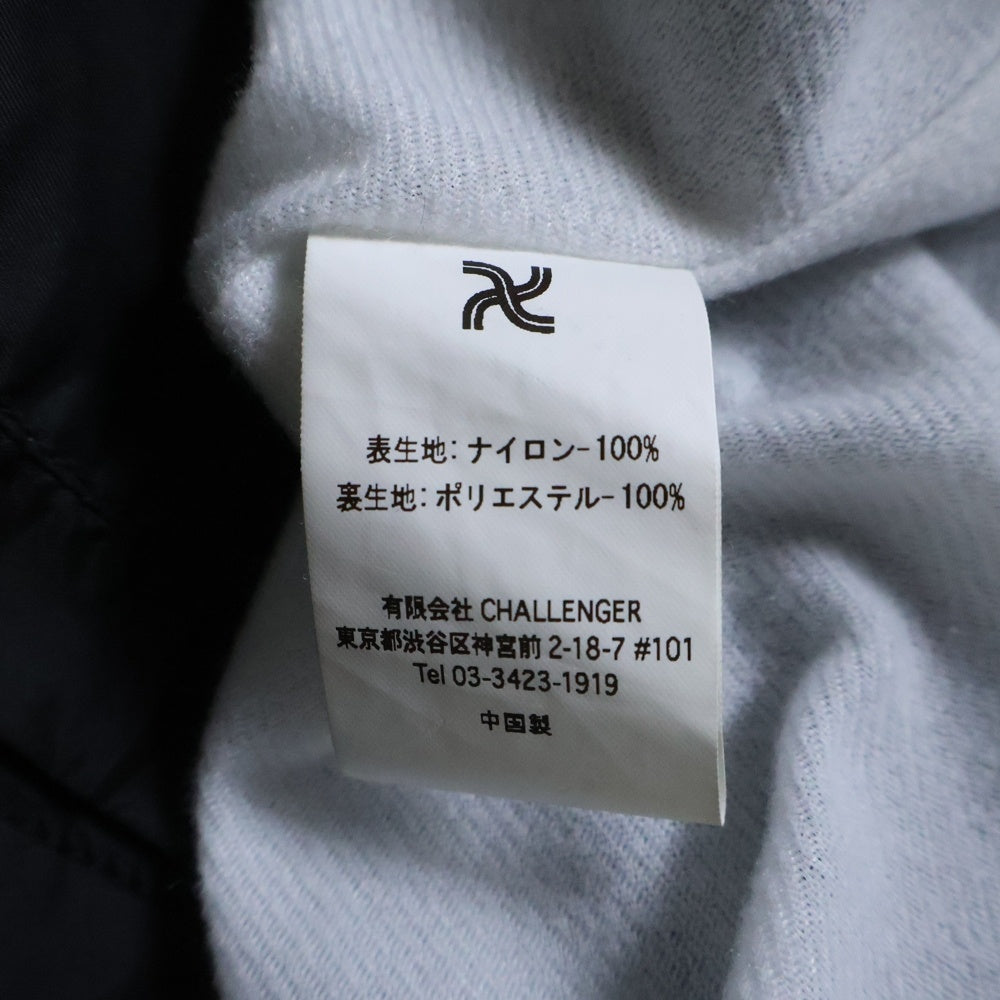 表生地: ナイロン-100%
裏生地: ポリエステル-100%
有限会社 CHALLENGER
東京都渋谷区神宮前 2-18-7 #101
Tel 03-3423-1919
中国製